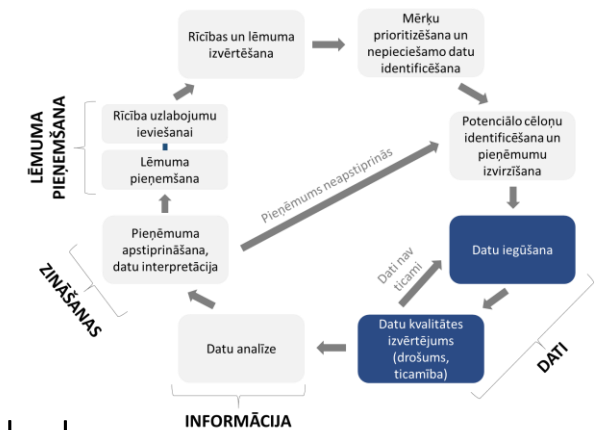 Rīcības un lēmuma
izvērtēšana
Mērķu
prioritizēšana un
nepieciešamo datu
identificēšana
Potenciālo cēloņu
identificēšana un
pieņēmumu
izvirzīšana
Datu iegūšana
Dati nav
ticami
DATI
Datu kvalitātes
izvērtējums
(drošums,
ticamība)
Datu analīze
INFORMĀCIJA
Pieņēmuma
apstiprināšana,
datu interpretācija
ZINĀŠANAS
Pieņēmums neapstiprinās
Lēmuma
pieņemšana
Rīcība uzlabojumu
ieviešanai
LĒMUMA
PIEŅEMŠANA